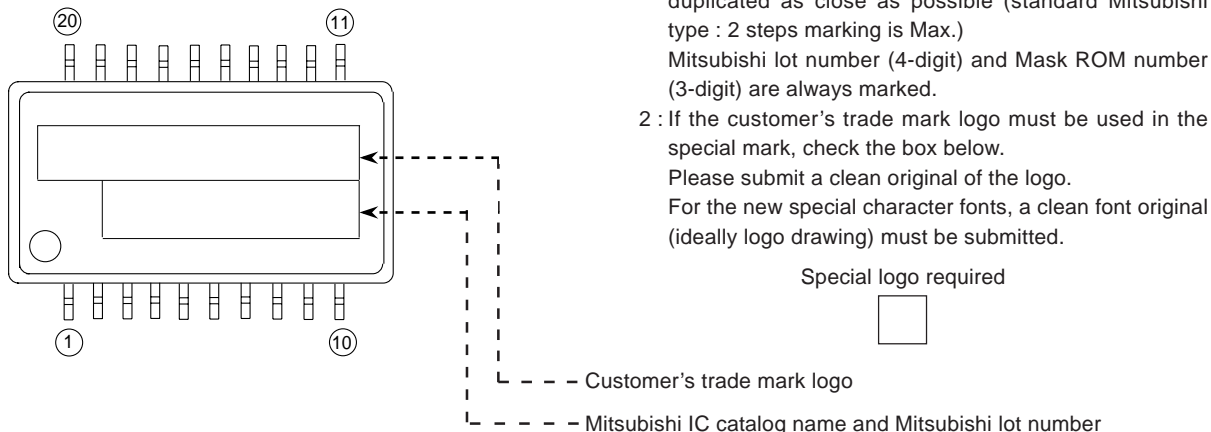 20
11
1
10
duplicated as close as possible (standard Mitsubishi
type : 2 steps marking is Max.)
Mitsubishi lot number (4-digit) and Mask ROM number
(3-digit) are always marked.
2 : If the customer’s trade mark logo must be used in the
special mark, check the box below.
Please submit a clean original of the logo.
For the new special character fonts, a clean font original
(ideally logo drawing) must be submitted.
Special logo required
Customer’s trade mark logo
Mitsubishi IC catalog name and Mitsubishi lot number